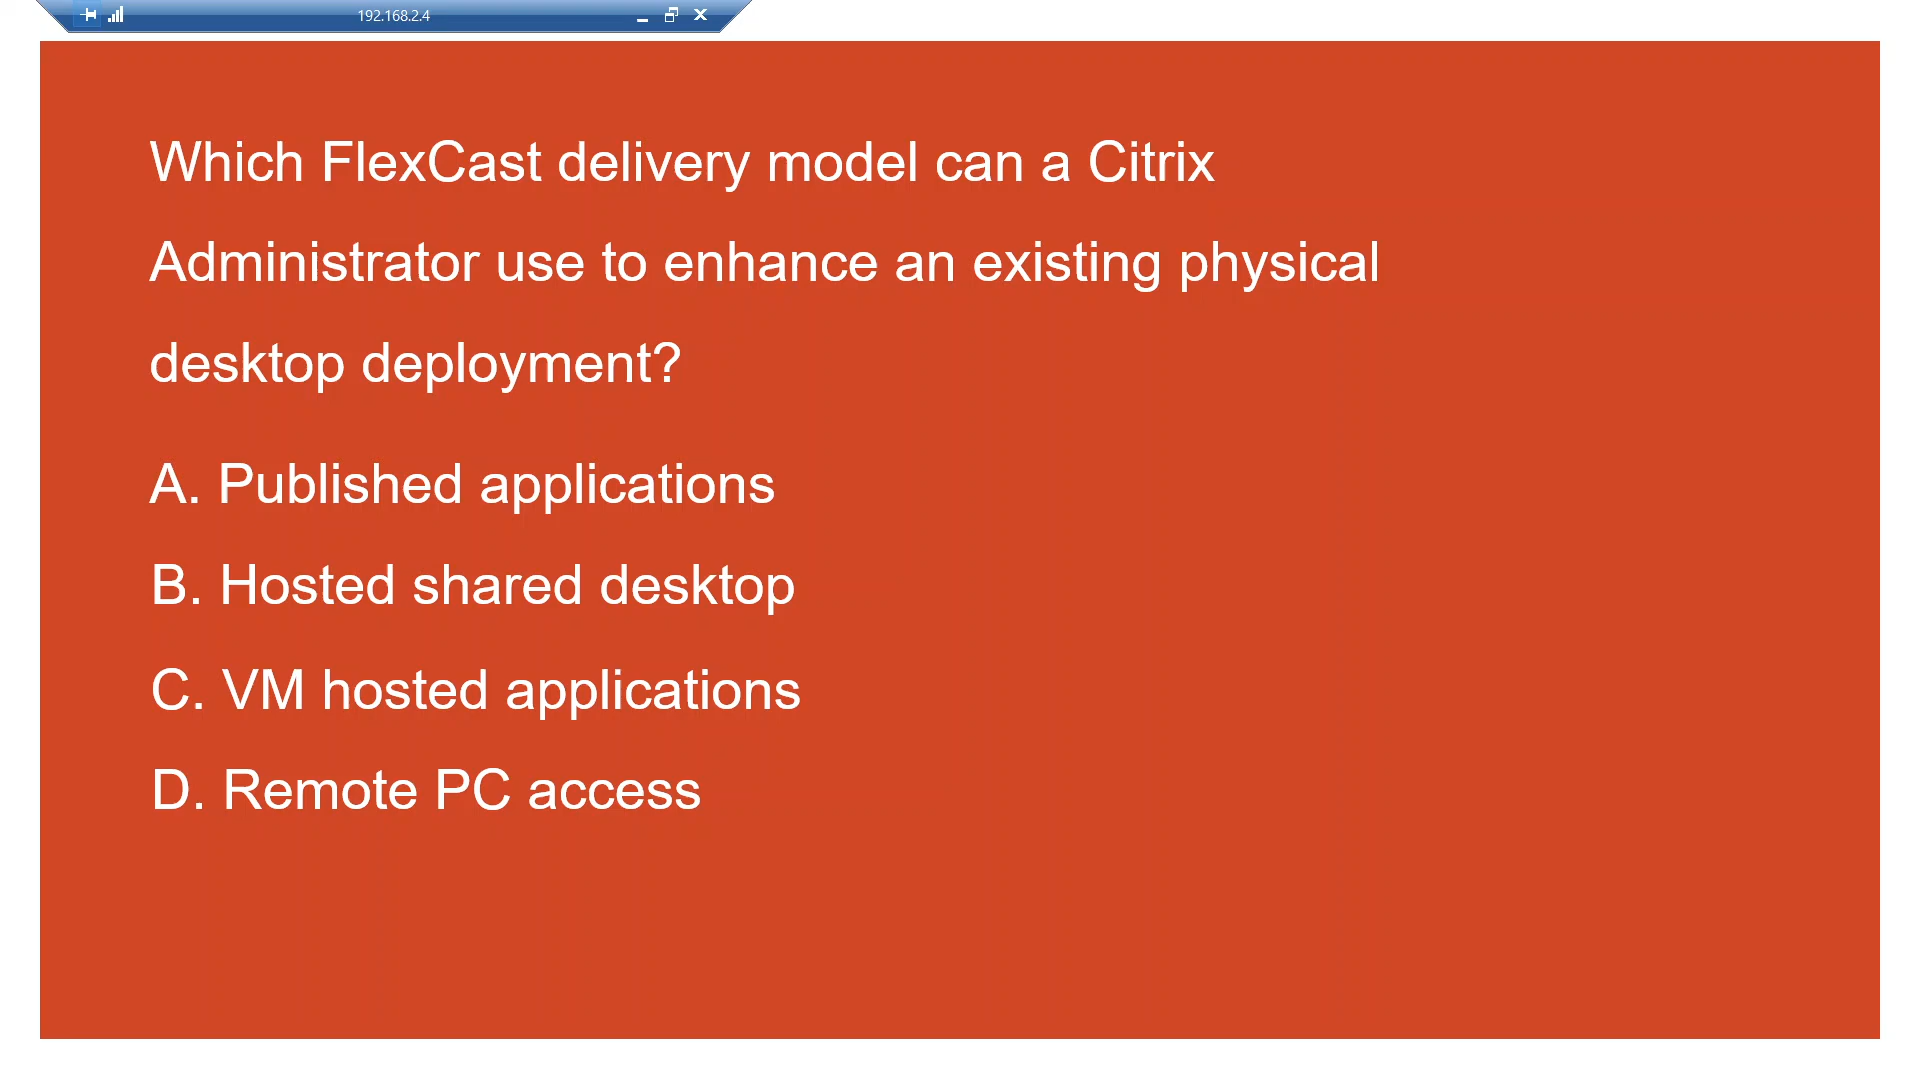 192.168.2.4
Which FlexCast delivery model can a Citrix
Administrator use to enhance an existing physical
desktop deployment?
A. Published applications
B. Hosted shared desktop
C. VM hosted applications
D. Remote PC access